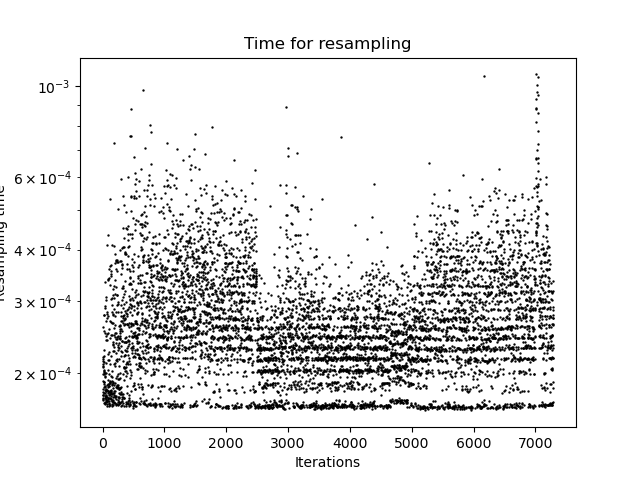 Time for resampling
10⁻³
6 × 10⁻⁴
4 × 10⁻⁴
3 × 10⁻⁴
2 × 10⁻⁴
Resampling time
0 1000 2000 3000 4000 5000 6000 7000
Iterations